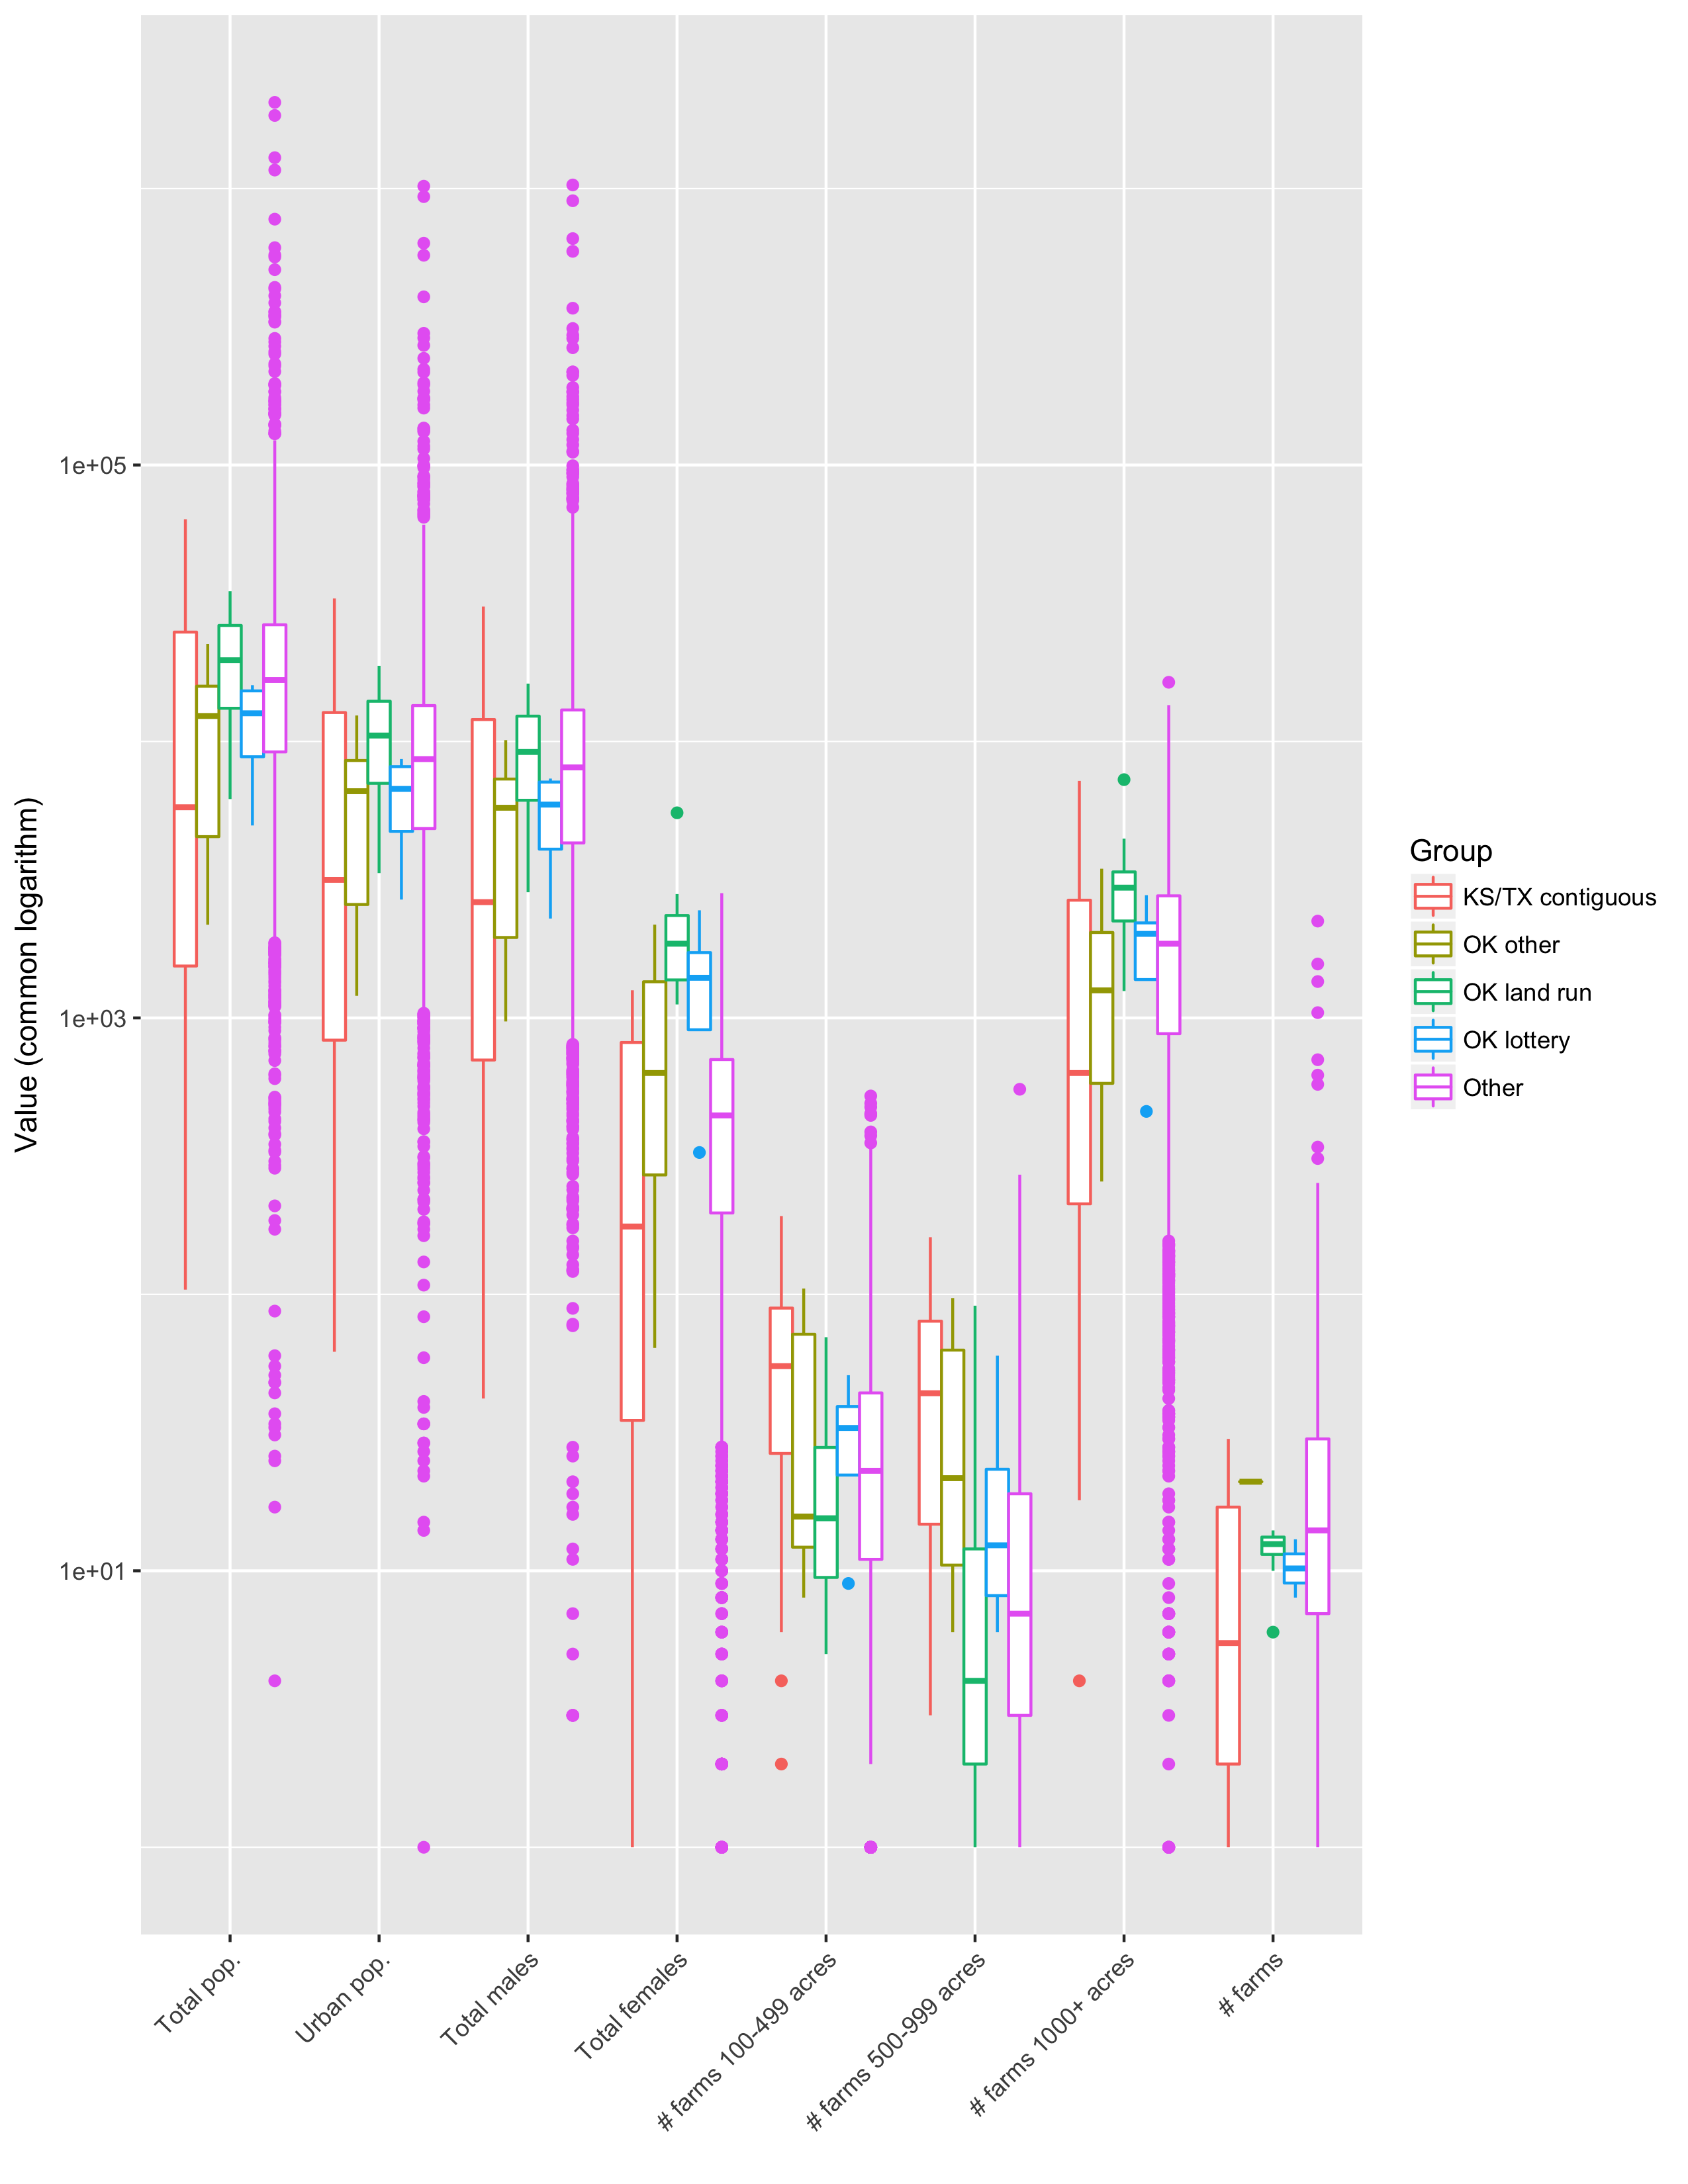 Value (common logarithm)
1e+05
1e+03
1e+01
Total pop.
Urban pop.
Total males
Total females
# farms 100-499 acres
# farms 500-999 acres
# farms 1000+ acres
# farms
Group
KS/TX contiguous
OK other
OK land run
OK lottery
Other